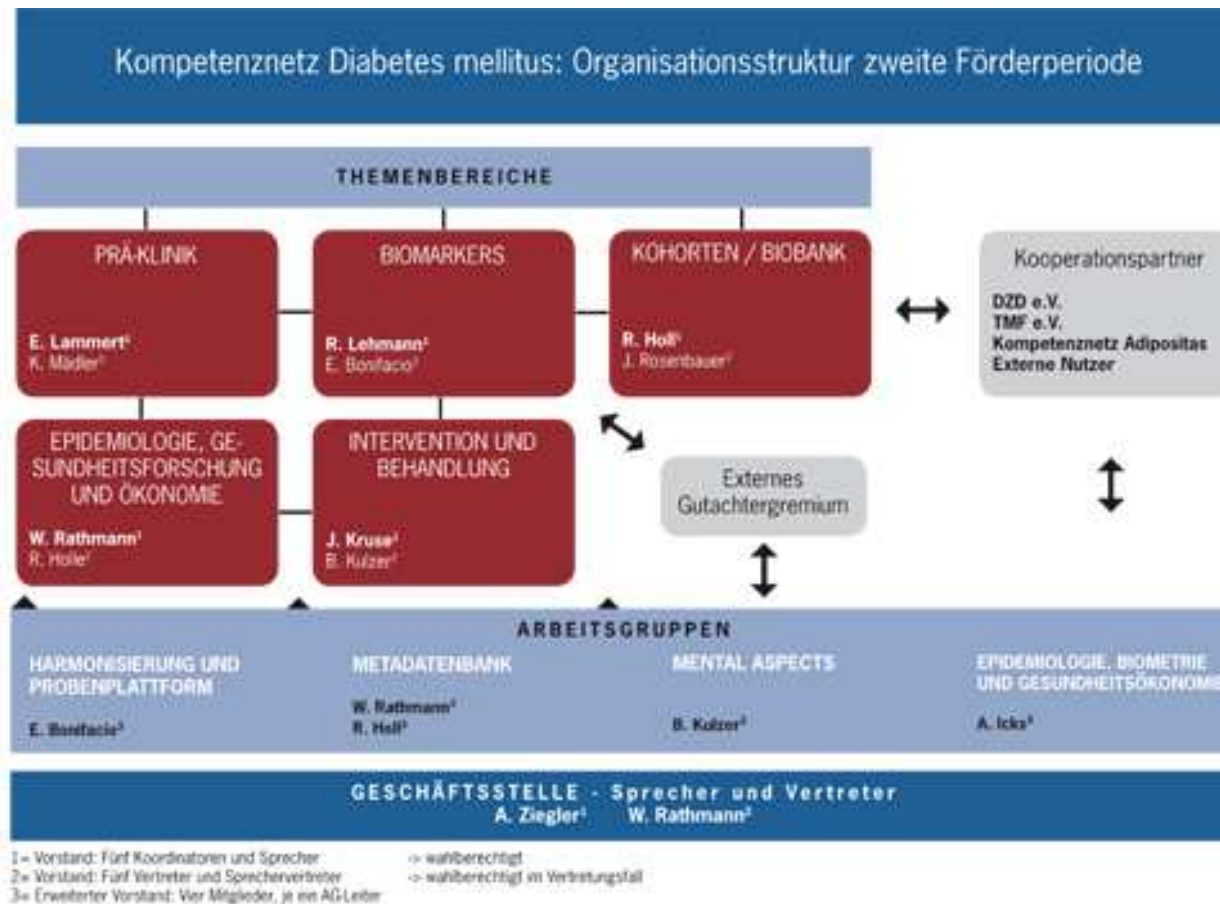 Kompetenznetz Diabetes mellitus: Organisationsstruktur zweite Förderperiode
THEMENBEREICHE
PRÄ-KLINIK
E. Lammert¹
K. Mädler²
BIOMARKERS
R. Lehmann¹
E. Bonifacio²
KOHORTEN / BIOBANK
R. Holl¹
J. Rosenbauer²
Kooperationspartner
DZD e.V.
TMF e.V.
Kompetenznetz Adipositas
Externe Nutzer
EPIDEMIOLOGIE, GE-
SUNDHEITSFORSCHUNG
UND ÖKONOMIE
W. Rathmann¹
R. Holle²
INTERVENTION UND
BEHANDLUNG
J. Kruse¹
B. Kulzer²
Externes
Gutachtergremium
ARBEITSGRUPPEN
HARMONISIERUNG UND
PROBENPLATTFORM
E. Bonifacio³
METADATENBANK
W. Rathmann³
R. Holl³
MENTAL ASPECTS
B. Kulzer³
EPIDEMIOLOGIE, BIOMETRIE
UND GESUNDHEITSÖKONOMIE
A. Icks³
GESCHÄFTSSTELLE - Sprecher und Vertreter
A. Ziegler¹ W. Rathmann²
1= Vorstand: Fünf Koordinatoren und Sprecher -> wahlberechtigt
2= Vorstand: Fünf Vertreter und Sprechervertreter -> wahlberechtigt im Vertretungsfall
3= Erweiterter Vorstand: Vier Mitglieder, je ein AG-Leiter